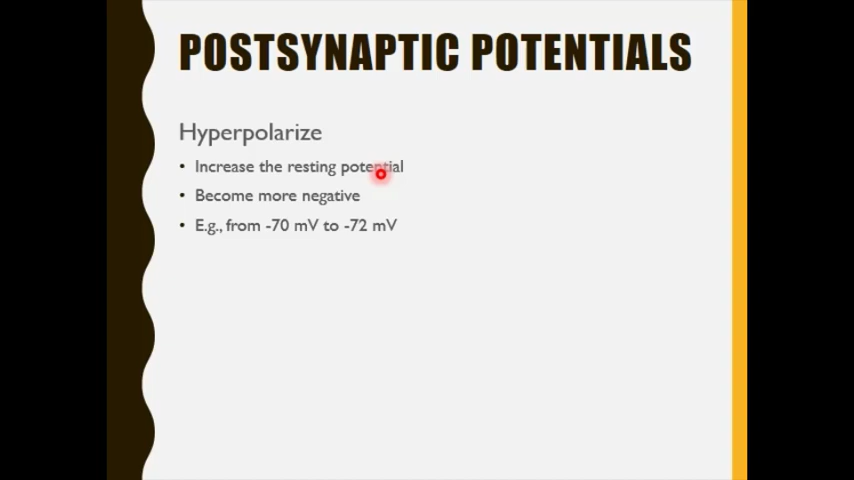 POSTSYNAPTIC POTENTIALS
Hyperpolarize
• Increase the resting potential
• Become more negative
• E.g., from -70 mV to -72 mV